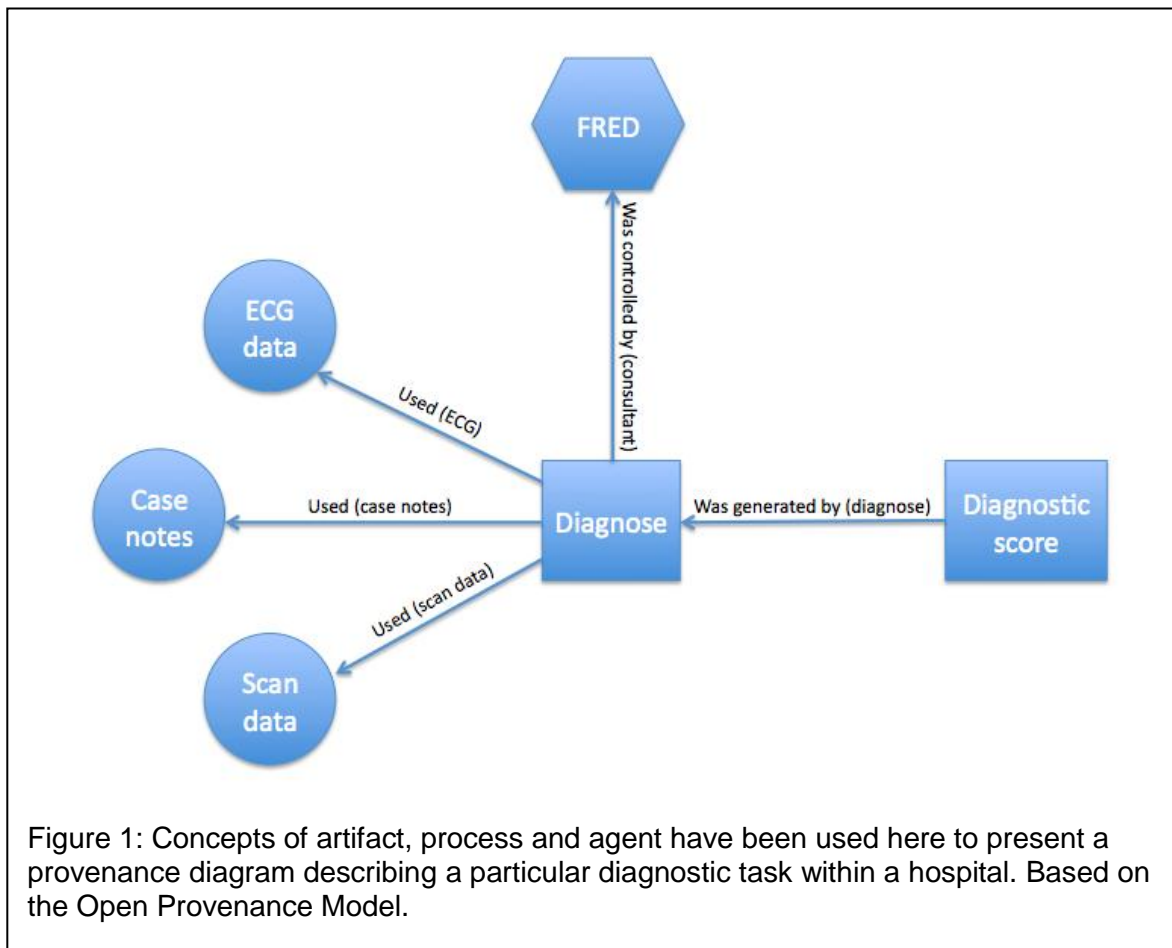 FRED
Was controlled by (consultant)
ECG
data
Used (ECG)
Case
notes
Used (case notes)
Diagnose
Was generated by (diagnose)
Diagnostic
score
Used (scan data)
Scan
data
Figure 1: Concepts of artifact, process and agent have been used here to present a
provenance diagram describing a particular diagnostic task within a hospital. Based on
the Open Provenance Model.